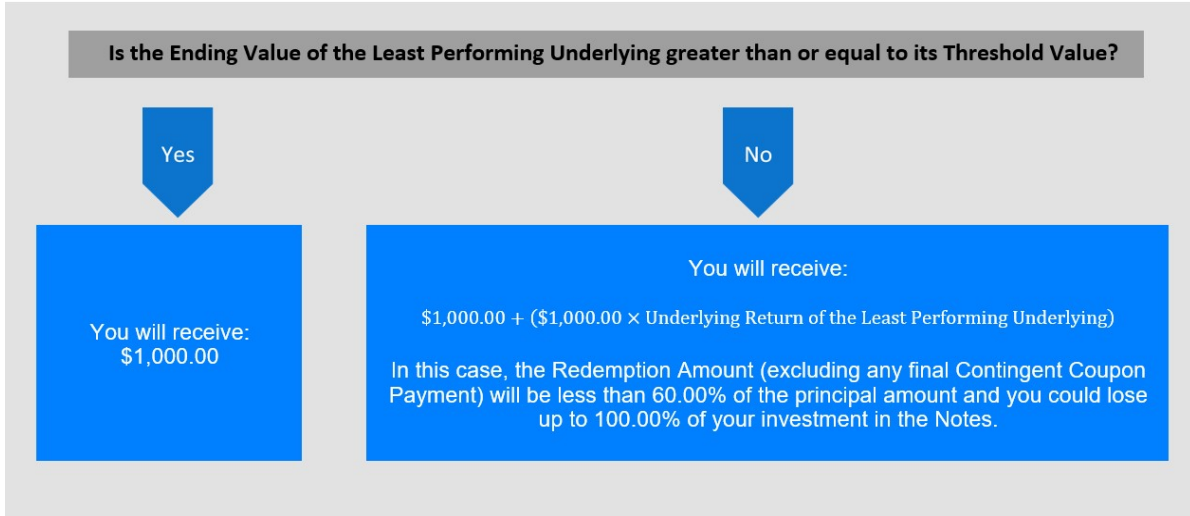 Is the Ending Value of the Least Performing Underlying greater than or equal to its Threshold Value?
Yes
No
You will receive:
$1,000.00
You will receive:
$1,000.00 + ($1,000.00 × Underlying Return of the Least Performing Underlying)
In this case, the Redemption Amount (excluding any final Contingent Coupon
Payment) will be less than 60.00% of the principal amount and you could lose
up to 100.00% of your investment in the Notes.